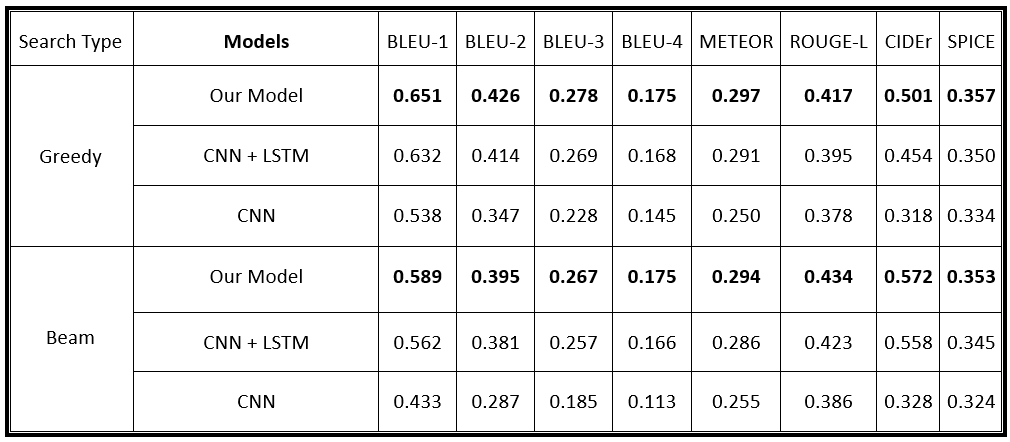 Search Type Models BLEU-1 BLEU-2 BLEU-3 BLEU-4 METEOR ROUGE-L CIDEr SPICE
Greedy
Our Model 0.651 0.426 0.278 0.175 0.297 0.417 0.501 0.357
CNN + LSTM 0.632 0.414 0.269 0.168 0.291 0.395 0.454 0.350
CNN 0.538 0.347 0.228 0.145 0.250 0.378 0.318 0.334
Beam
Our Model 0.589 0.395 0.267 0.175 0.294 0.434 0.572 0.353
CNN + LSTM 0.562 0.381 0.257 0.166 0.286 0.423 0.558 0.345
CNN 0.433 0.287 0.185 0.113 0.255 0.386 0.328 0.324